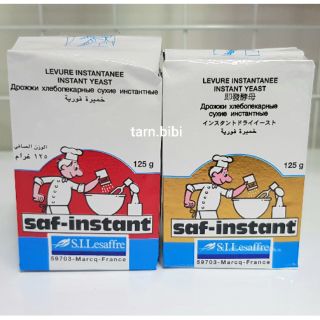 LEVURE INSTANTANEE
INSTANT YEAST
Дрожжи хлебопекарные
сухие инстантные
خميرة فورية
الوزن الصافي
١٢٥ غرام
125 g
saf-instant
S.I.Lesaffre
59703-Marcq-France
LEVURE INSTANTANEE
INSTANT YEAST
即發酵母
Дрожжи хлебопекарные
сухие инстантные
インスタントドライイースト
خميرة فورية
125 g
saf-instant
S.I.Lesaffre
59703-Marcq-France
tarn.bibi